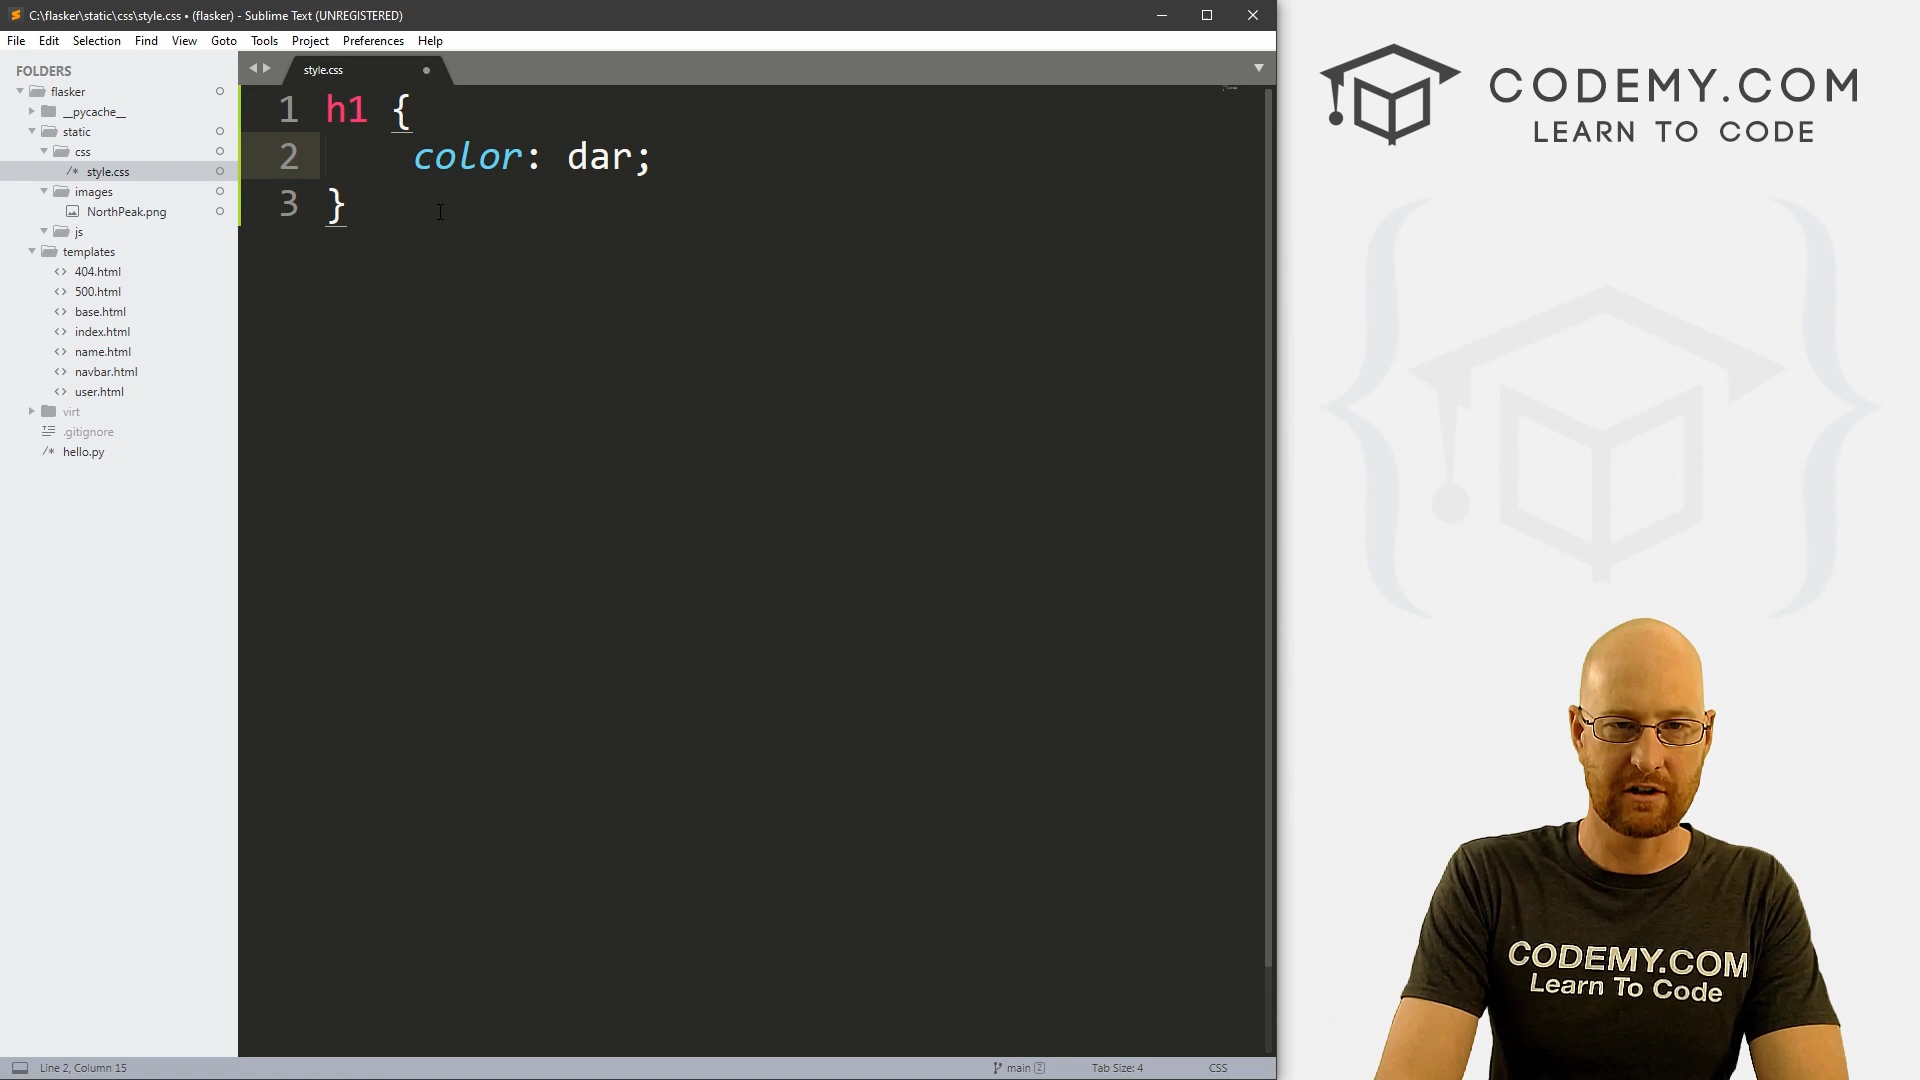 C:\flasker\static\css\style.css • (flasker) - Sublime Text (UNREGISTERED)
File Edit Selection Find View Goto Tools Project Preferences Help
FOLDERS
flasker
__pycache__
static
css
style.css
images
NorthPeak.png
js
templates
404.html
500.html
base.html
index.html
name.html
navbar.html
user.html
virt
.gitignore
hello.py
style.css
1 h1 {
2 color: dar;
3 }
Line 2, Column 15
main 2
Tab Size: 4
CSS
CODEMY.COM
LEARN TO CODE
CODEMY.COM
Learn To Code